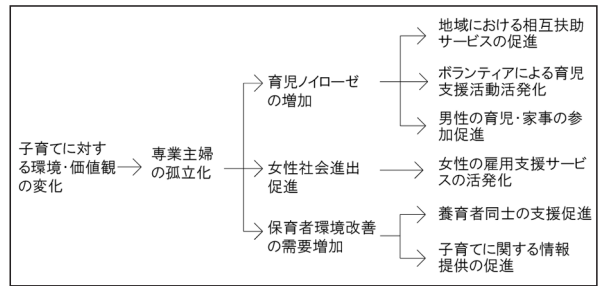 子育てに対す
る環境・価値観
の変化
専業主婦
の孤立化
育児ノイローゼ
の増加
女性社会進出
促進
保育者環境改善
の需要増加
地域における相互扶助
サービスの促進
ボランティアによる育児
支援活動活発化
男性の育児・家事の参
加促進
女性の雇用支援サービ
スの活発化
養育者同士の支援促進
子育てに関する情報
提供の促進